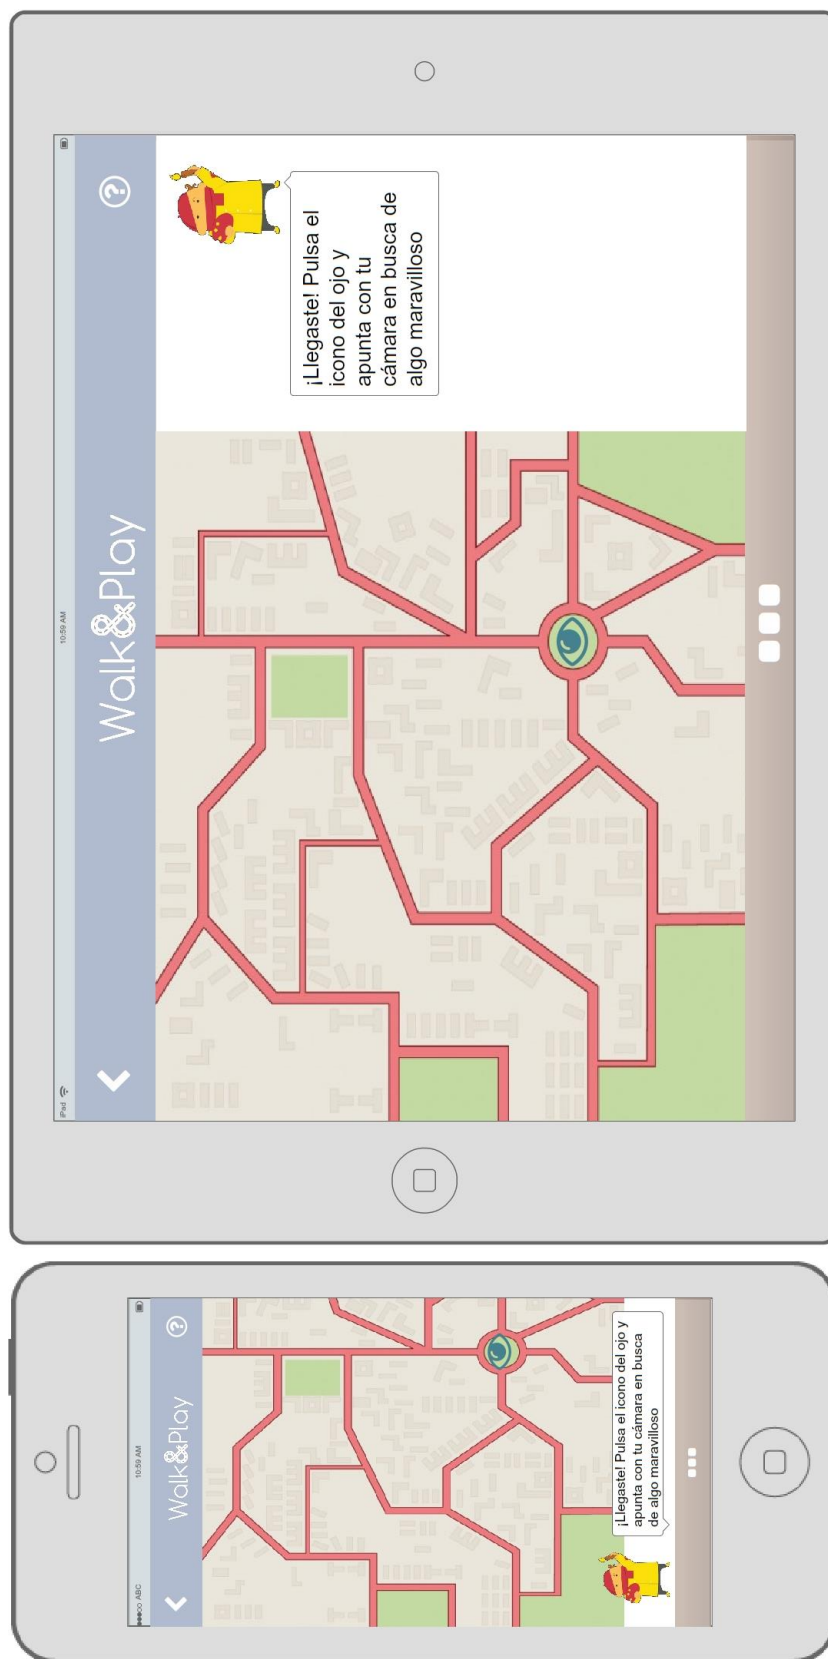 iPad
10:59 AM
Walk&Play
?
¡Llegaste! Pulsa el
icono del ojo y
apunta con tu
cámara en busca de
algo maravilloso
ABC
10:59 AM
Walk&Play
?
¡Llegaste! Pulsa el icono del ojo y
apunta con tu cámara en busca
de algo maravilloso